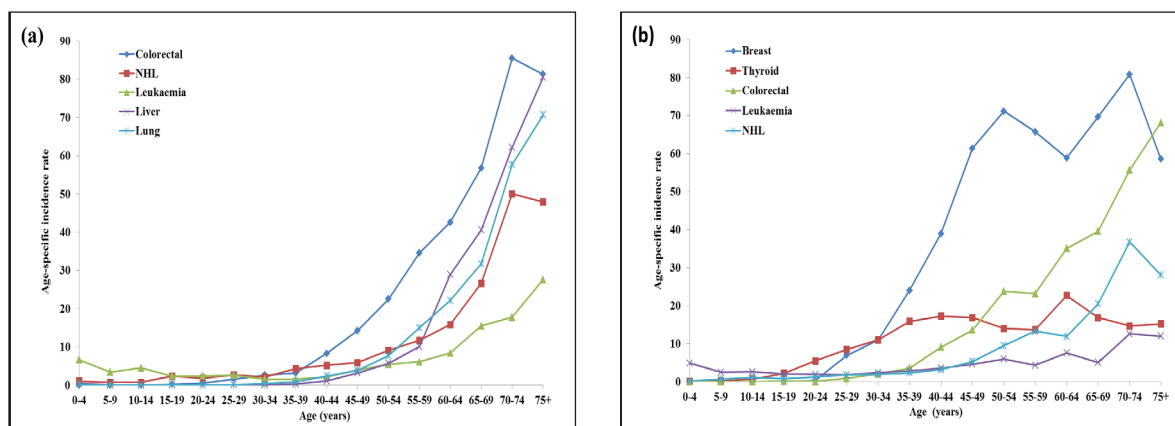 (a)
Colorectal
NHL
Leukaemia
Liver
Lung
Age-specific incidence rate
90
80
70
60
50
40
30
20
10
0
0-4 5-9 10-14 15-19 20-24 25-29 30-34 35-39 40-44 45-49 50-54 55-59 60-64 65-69 70-74 75+
Age (years)
(b)
Breast
Thyroid
Colorectal
Leukaemia
NHL
Age-specific inidence rate
90
80
70
60
50
40
30
20
10
0
0-4 5-9 10-14 15-19 20-24 25-29 30-34 35-39 40-44 45-49 50-54 55-59 60-64 65-69 70-74 75+
Age (years)